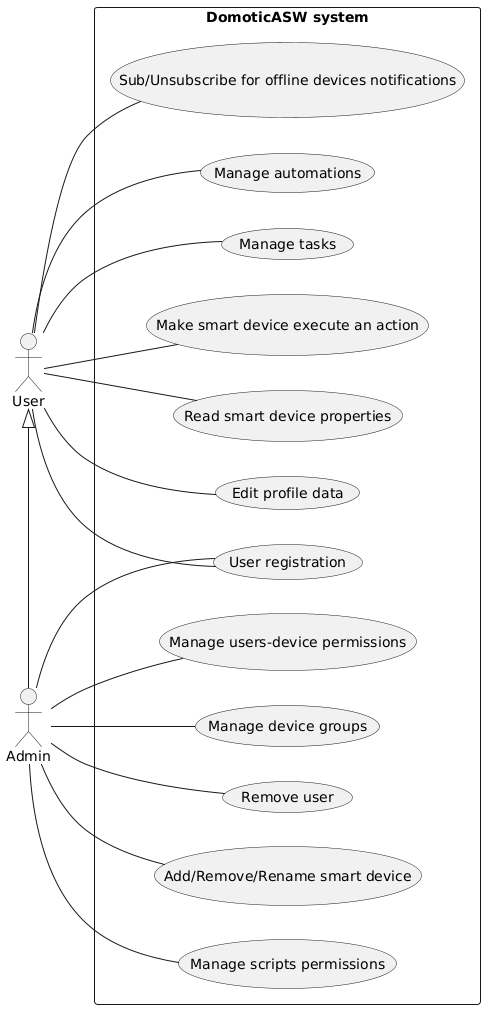 DomoticASW system
Sub/Unsubscribe for offline devices notifications
Manage automations
Manage tasks
Make smart device execute an action
User
Read smart device properties
Edit profile data
User registration
Manage users-device permissions
Manage device groups
Admin
Remove user
Add/Remove/Rename smart device
Manage scripts permissions